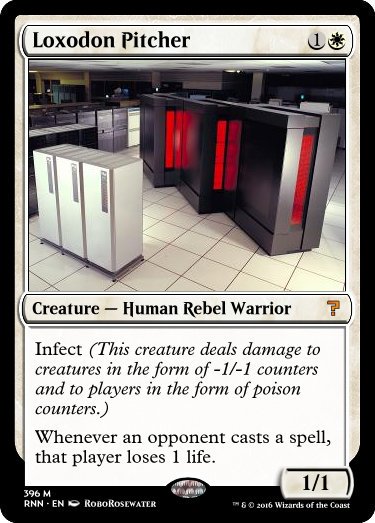 Loxodon Pitcher 1
Creature — Human Rebel Warrior
Infect (This creature deals damage to
creatures in the form of -1/-1 counters
and to players in the form of poison
counters.)
Whenever an opponent casts a spell,
that player loses 1 life.
1/1
396 M
RNN • EN RoboRosewater
™ & © 2016 Wizards of the Coast